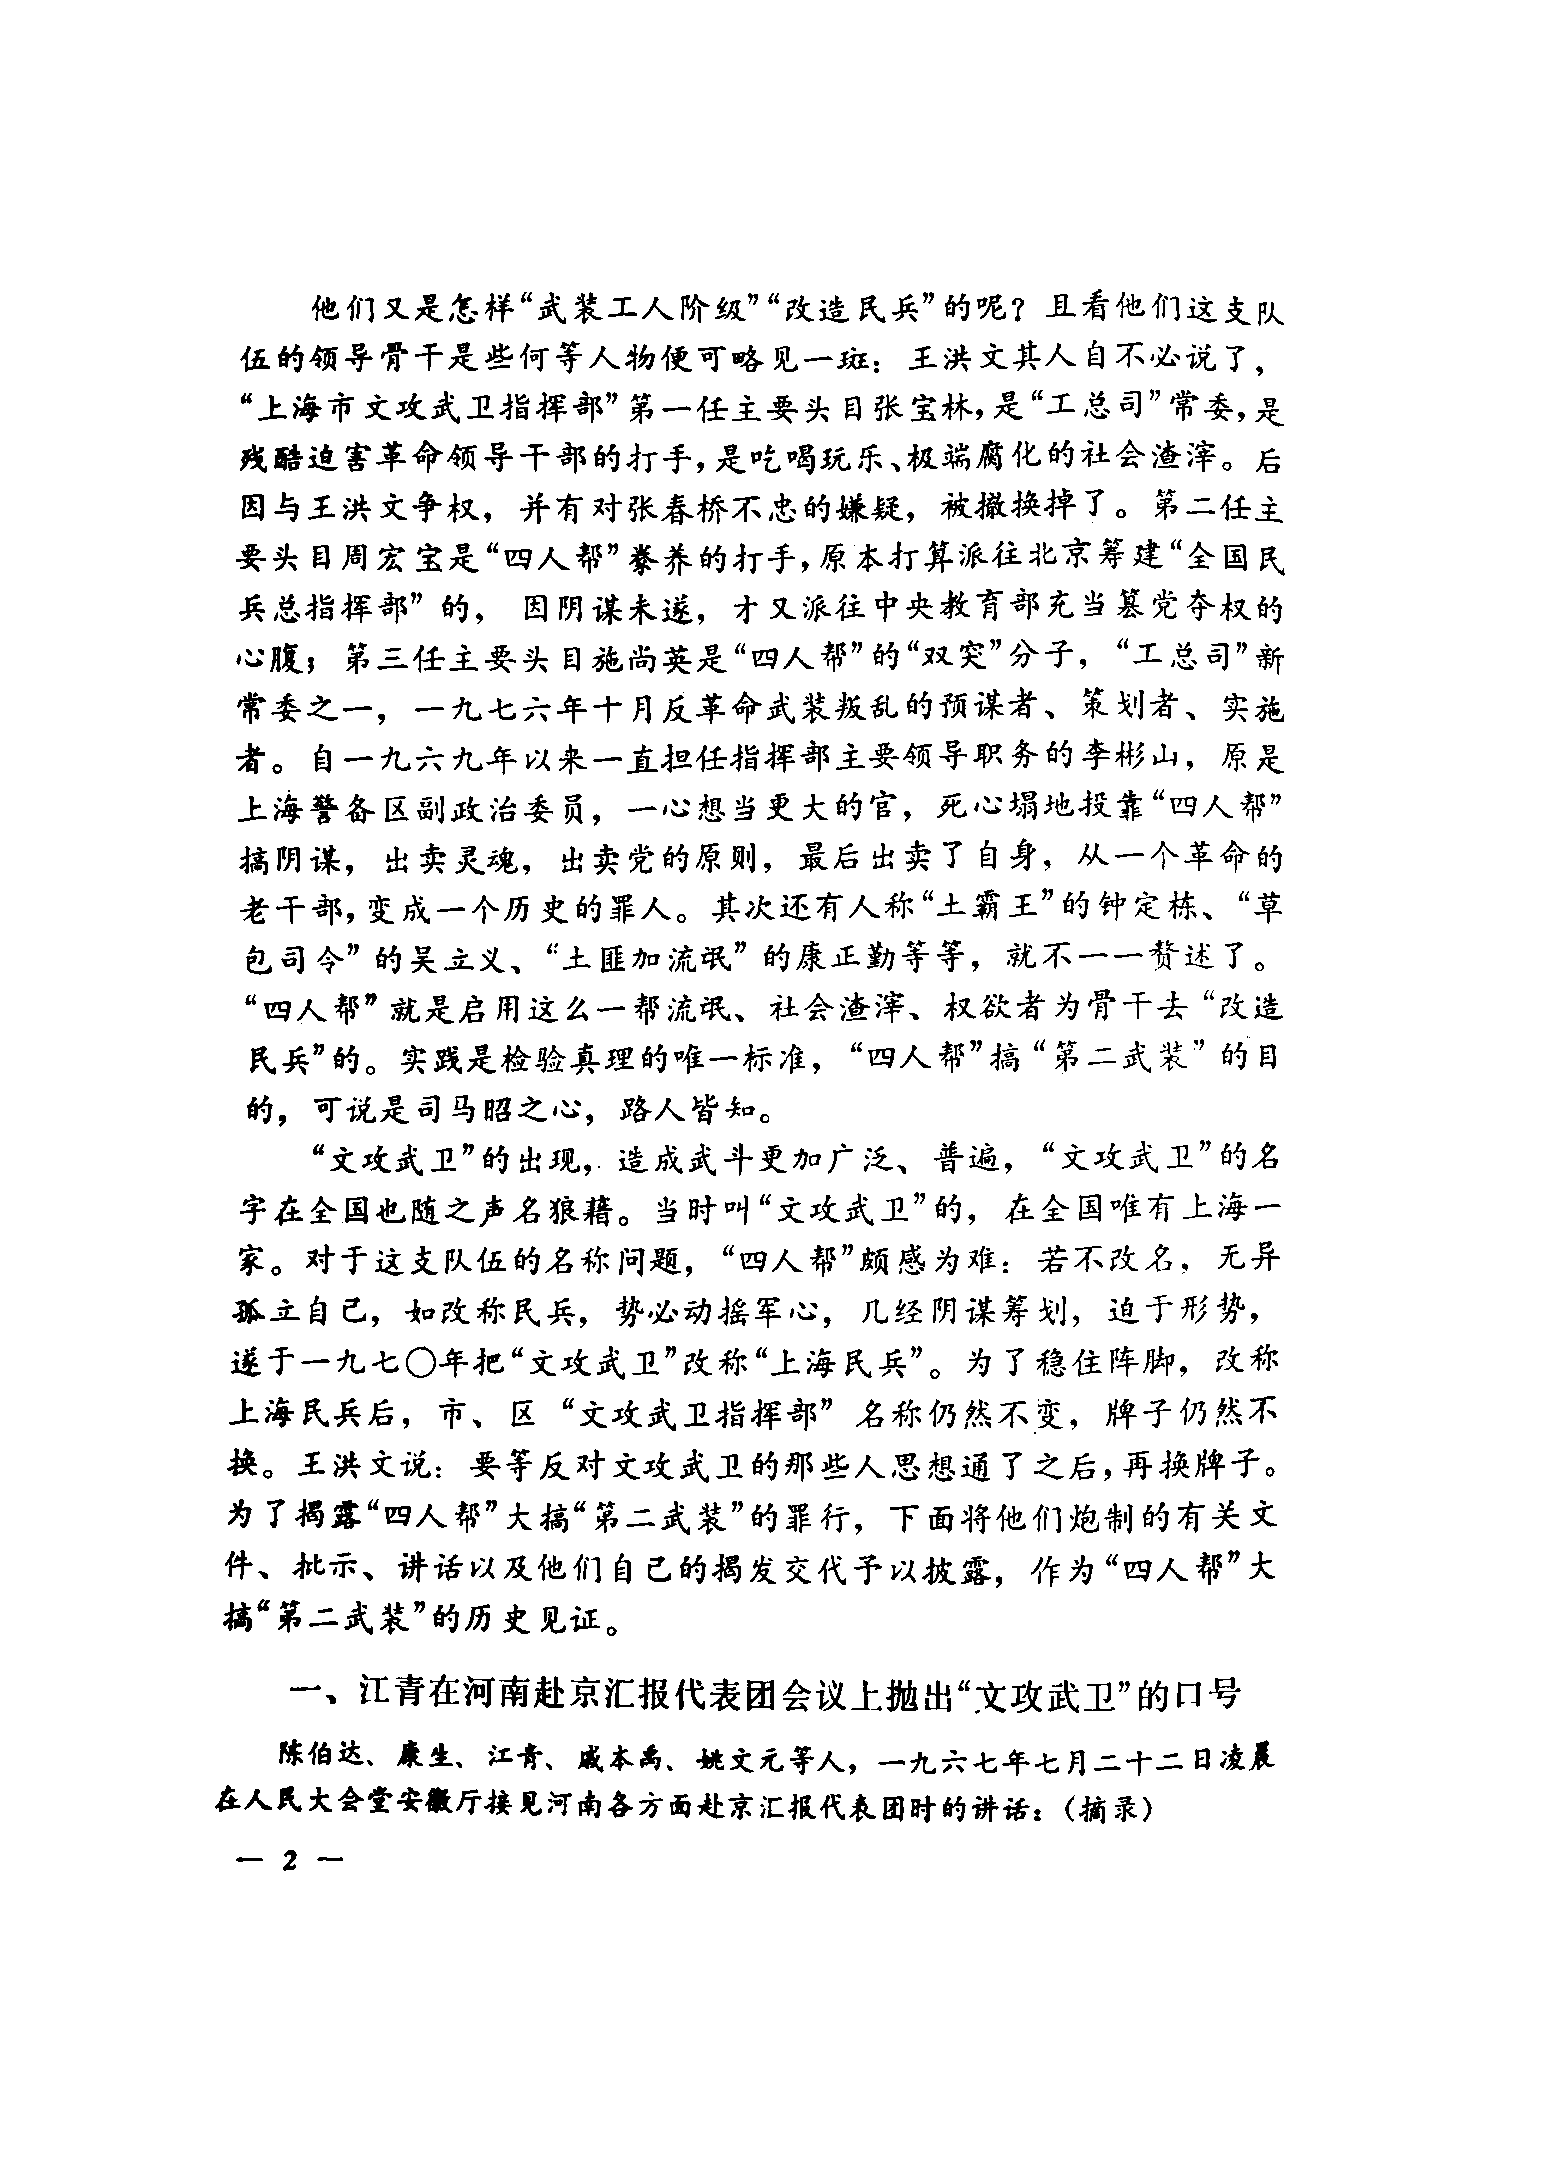 他们又是怎样“武装工人阶级”“改造民兵”的呢？且看他们这支队
伍的领导骨干是些何等人物便可略见一斑：王洪文其人自不必说了，
“上海市文攻武卫指挥部”第一任主要头目张宝林，是“工总司”常委，是
残酷迫害革命领导干部的打手，是吃喝玩乐、极端腐化的社会渣滓。后
因与王洪文争权，并有对张春桥不忠的嫌疑，被撤换掉了。第二任主
要头目周宏宝是“四人帮”豢养的打手，原本打算派往北京筹建“全国民
兵总指挥部”的，因阴谋未遂，才又派往中央教育部充当篡党夺权的
心腹；第三任主要头目施尚英是“四人帮”的“双突”分子，“工总司”新
常委之一，一九七六年十月反革命武装叛乱的预谋者、策划者、实施
者。自一九六九年以来一直担任指挥部主要领导职务的李彬山，原是
上海警备区副政治委员，一心想当更大的官，死心塌地投靠“四人帮”
搞阴谋，出卖灵魂，出卖党的原则，最后出卖了自身，从一个革命的
老干部，变成一个历史的罪人。其次还有人称“土霸王”的钟定栋、“草
包司令”的吴立义、“土匪加流氓”的康正勤等等，就不一一赘述了。
“四人帮”就是启用这么一帮流氓、社会渣滓、权欲者为骨干去“改造
民兵”的。实践是检验真理的唯一标准，“四人帮”搞“第二武装”的目
的，可说是司马昭之心，路人皆知。
“文攻武卫”的出现，造成武斗更加广泛、普遍，“文攻武卫”的名
字在全国也随之声名狼藉。当时叫“文攻武卫”的，在全国唯有上海一
家。对于这支队伍的名称问题，“四人帮”颇感为难：若不改名，无异
孤立自己，如改称民兵，势必动摇军心，几经阴谋筹划，迫于形势，
遂于一九七〇年把“文攻武卫”改称“上海民兵”。为了稳住阵脚，改称
上海民兵后，市、区“文攻武卫指挥部”名称仍然不变，牌子仍然不
换。王洪文说：要等反对文攻武卫的那些人思想通了之后，再换牌子。
为了揭露“四人帮”大搞“第二武装”的罪行，下面将他们炮制的有关文
件、批示、讲话以及他们自己的揭发交代予以披露，作为“四人帮”大
搞“第二武装”的历史见证。
一、江青在河南赴京汇报代表团会议上抛出“文攻武卫”的口号
陈伯达、康生、江青、戚本禹、姚文元等人，一九六七年七月二十二日凌晨
在人民大会堂安徽厅接见河南各方面赴京汇报代表团时的讲话：（摘录）
— 2 —